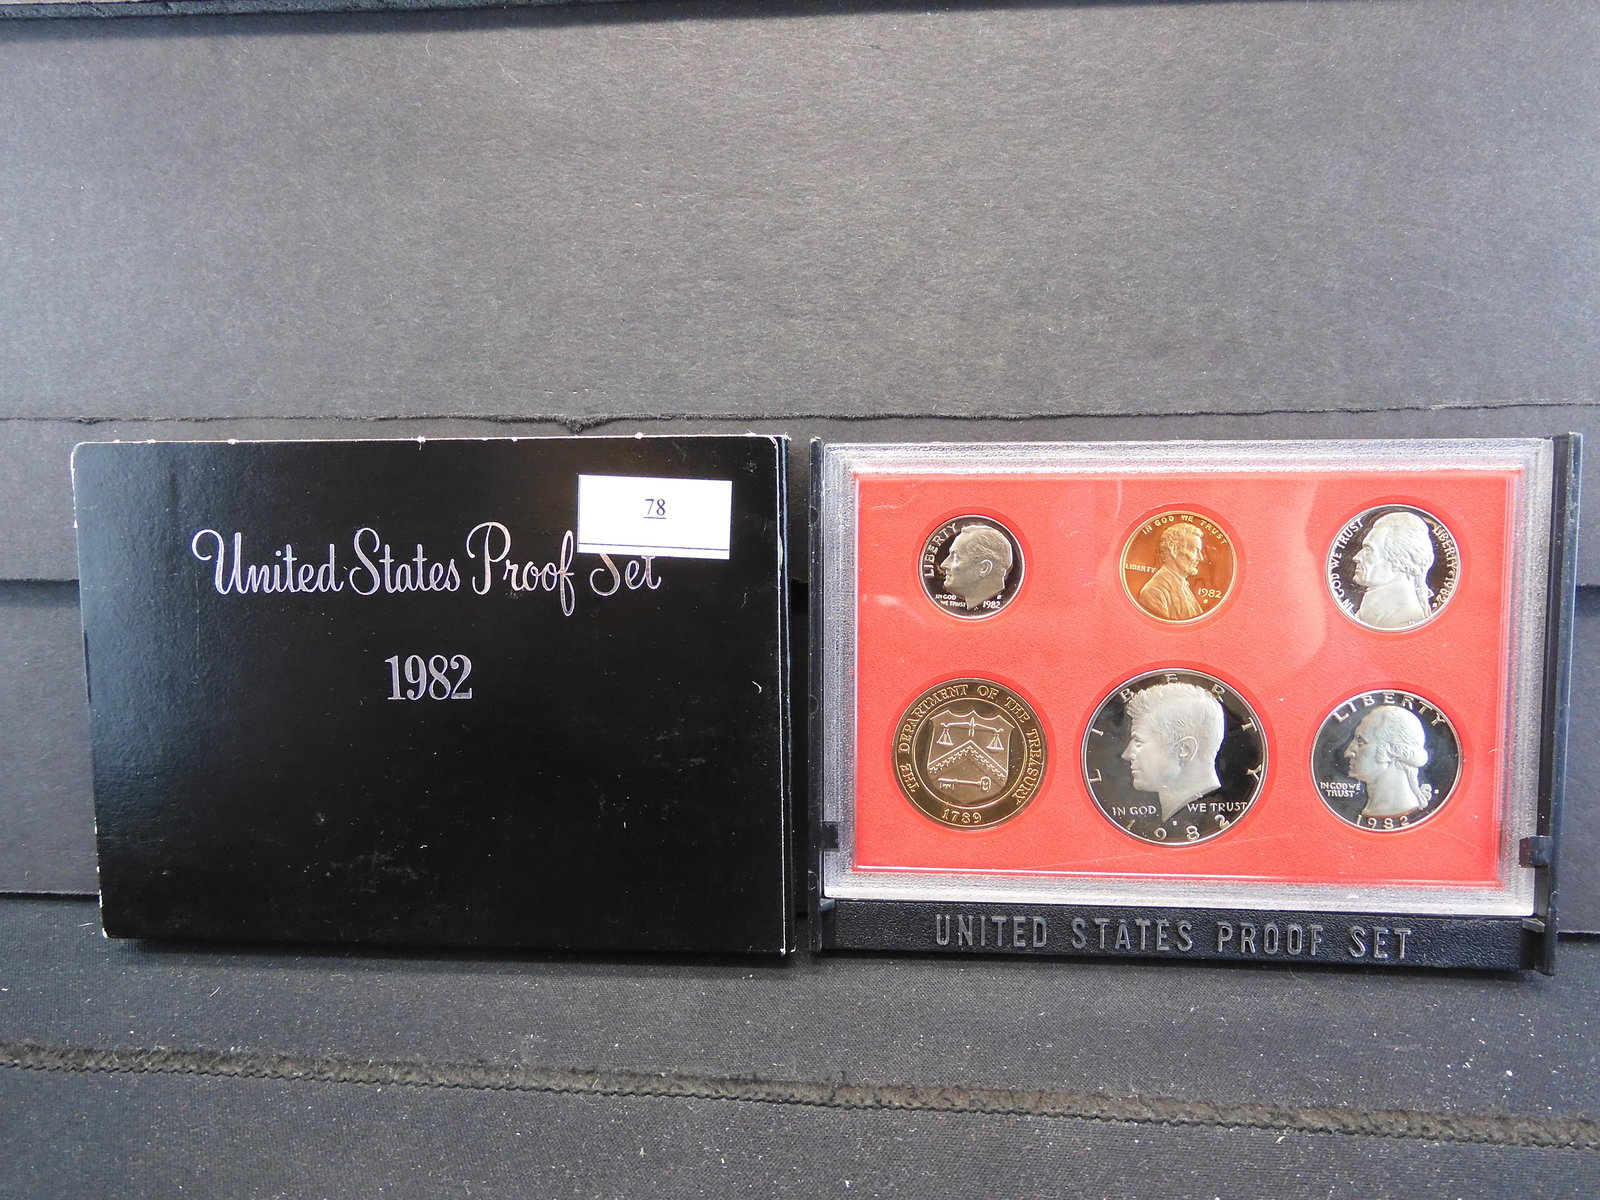 78
United States Proof Set
1982
LIBERTY
IN GOD
WE TRUST
1982
S
IN GOD WE TRUST
LIBERTY
1982
S
IN GOD WE TRUST
LIBERTY 1982
S
THE DEPARTMENT OF THE TREASURY
1789
LIBERTY
IN GOD WE TRUST
1982
LIBERTY
IN GOD WE
TRUST
1982
UNITED STATES PROOF SET